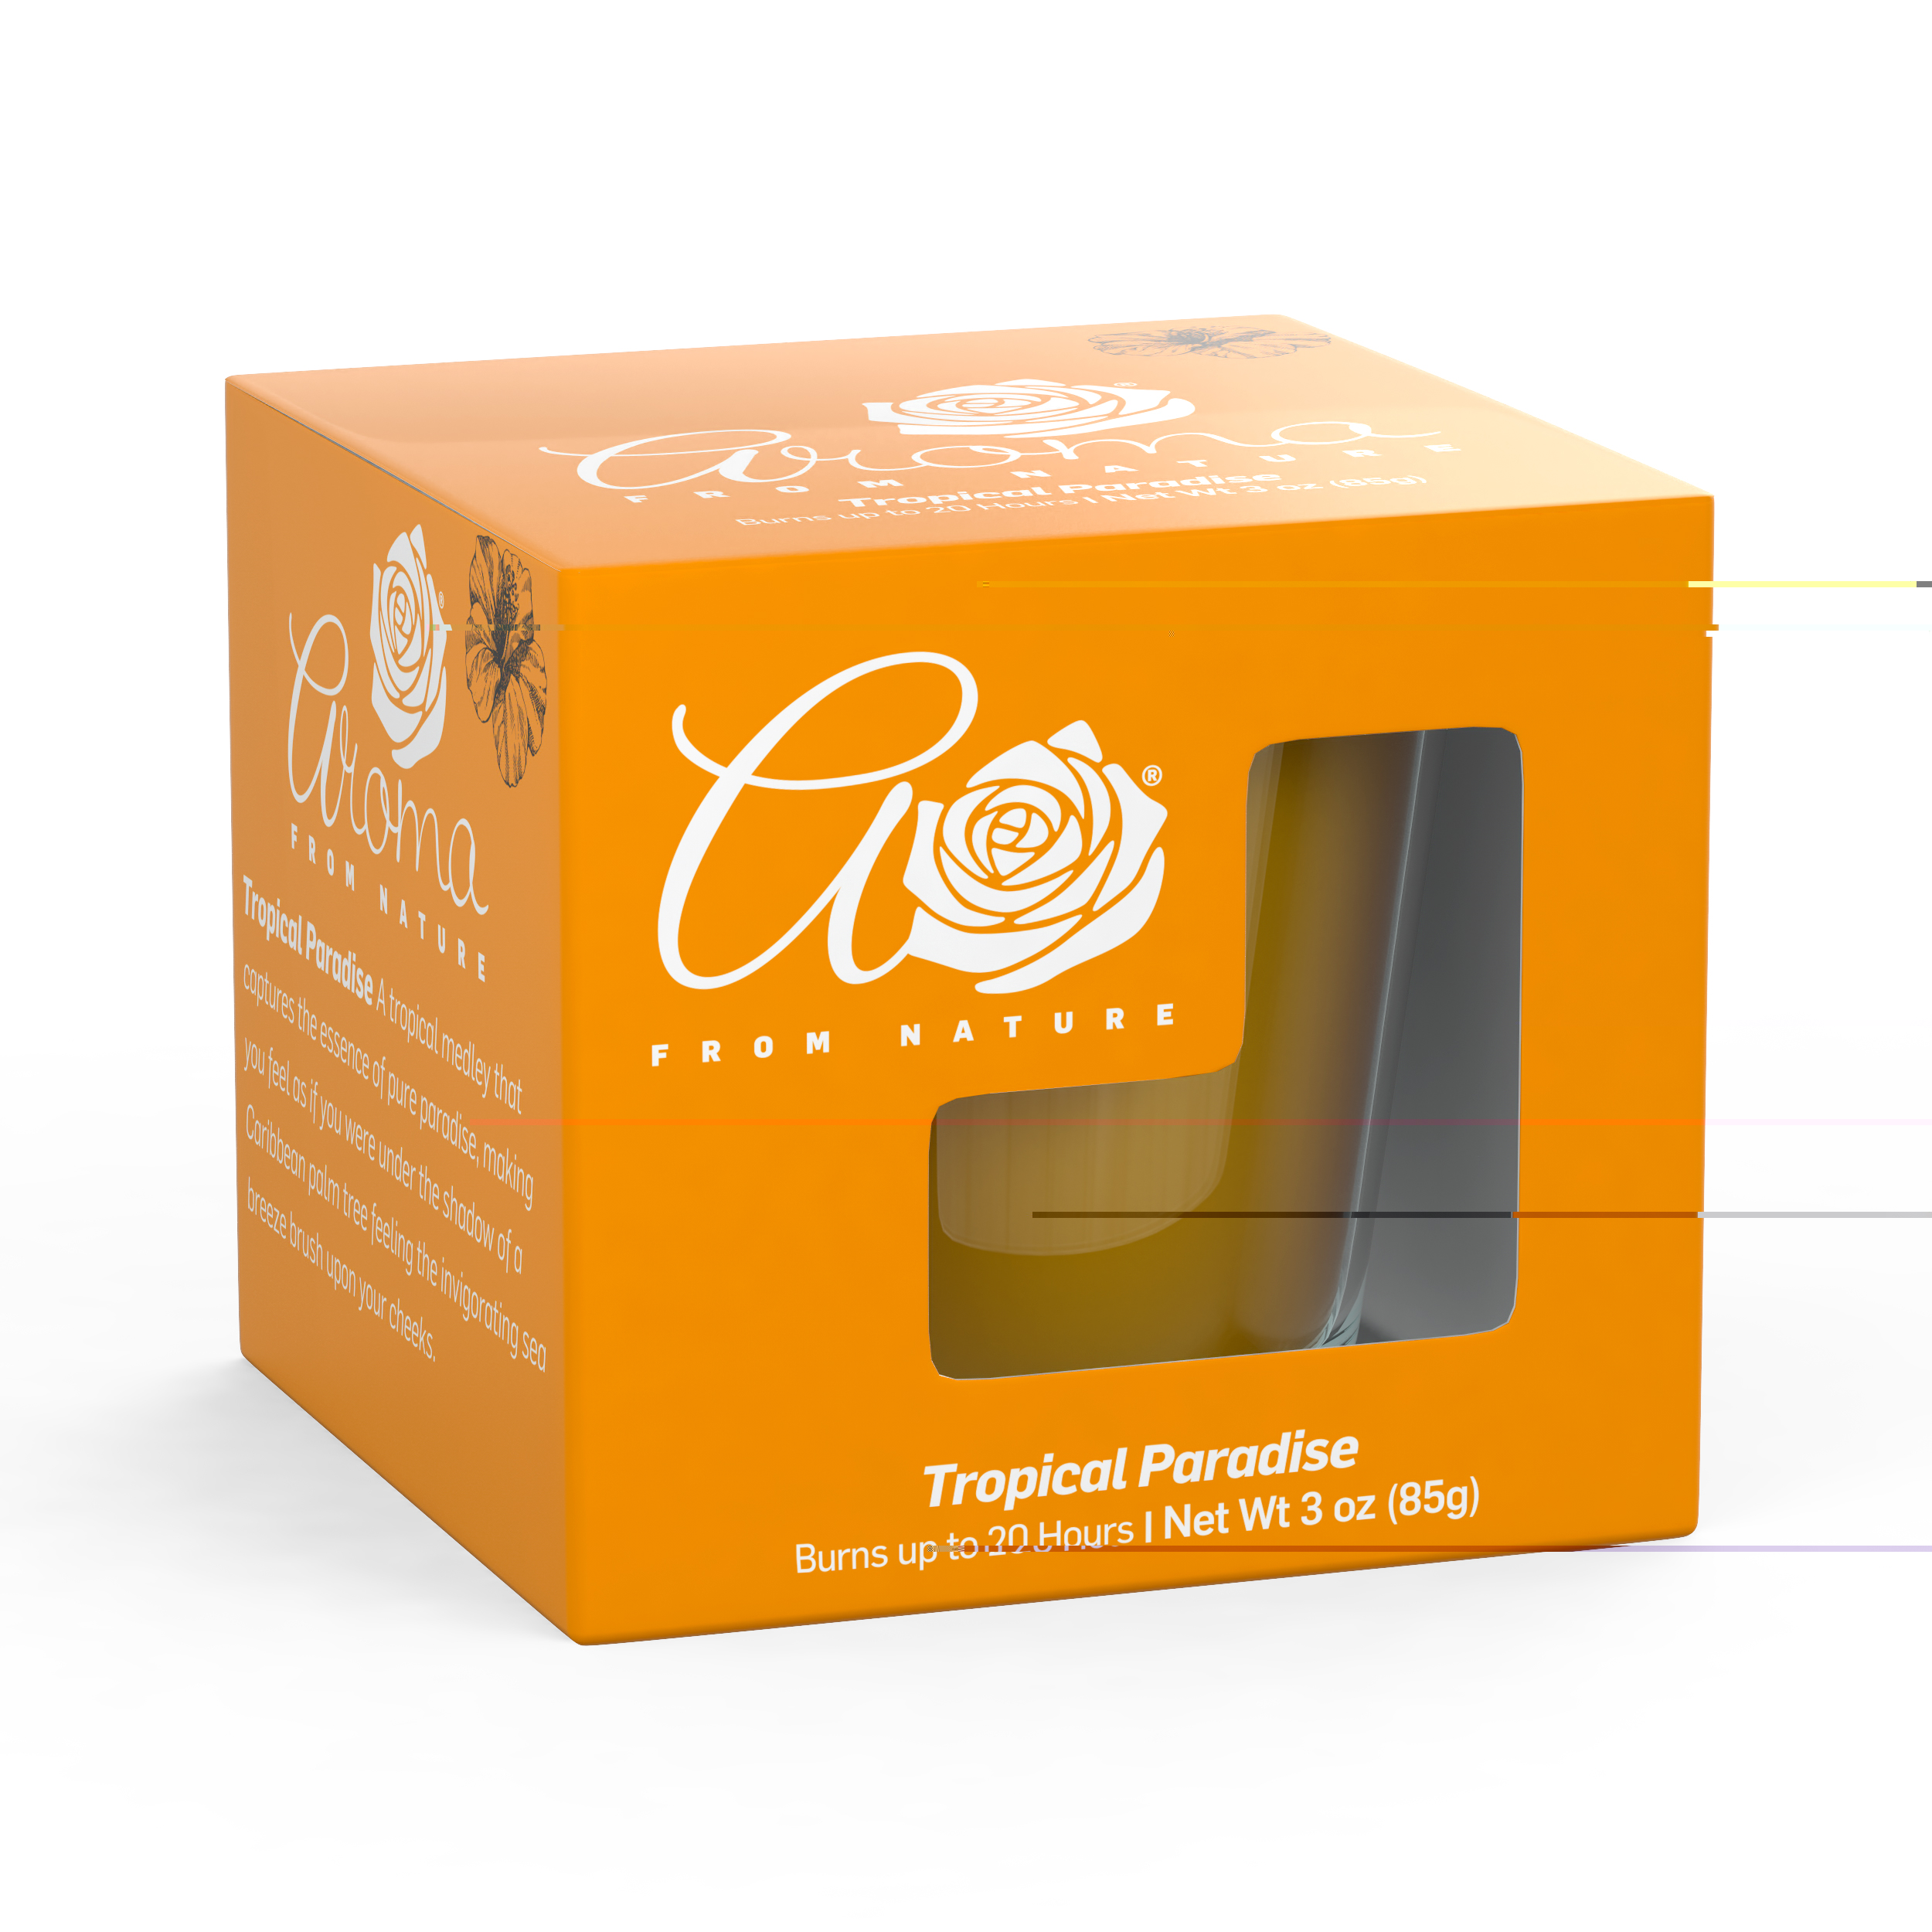 Aroma
®
FROM NATURE
Tropical Paradise
Burns up to 20 Hours | Net Wt 3 oz (85g)
Aroma
®
FROM NATURE
Tropical Paradise A tropical medley that
captures the essence of pure paradise, making
you feel as if you were under the shadow of a
Caribbean palm tree feeling the invigorating sea
breeze brush upon your cheeks.
a
®
FROM NATURE
Tropical Paradise
Burns up to 20 Hours | Net Wt 3 oz (85g)